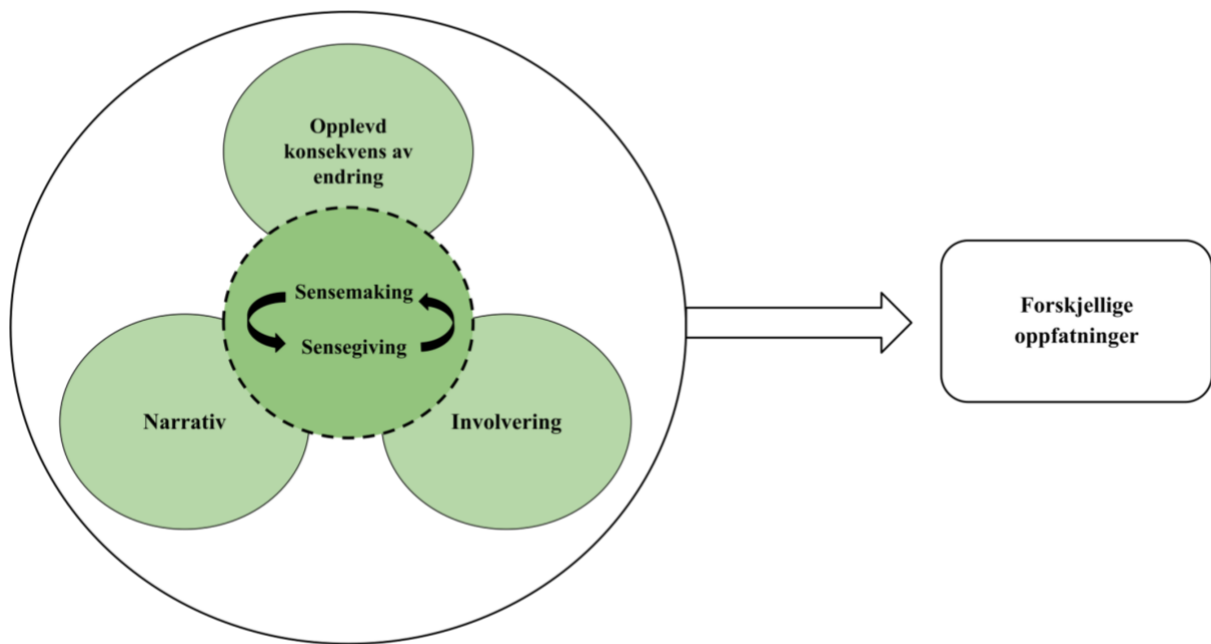 Opplevd
konsekvens av
endring
Sensemaking
Sensegiving
Narrativ
Involvering
Forskjellige
oppfatninger